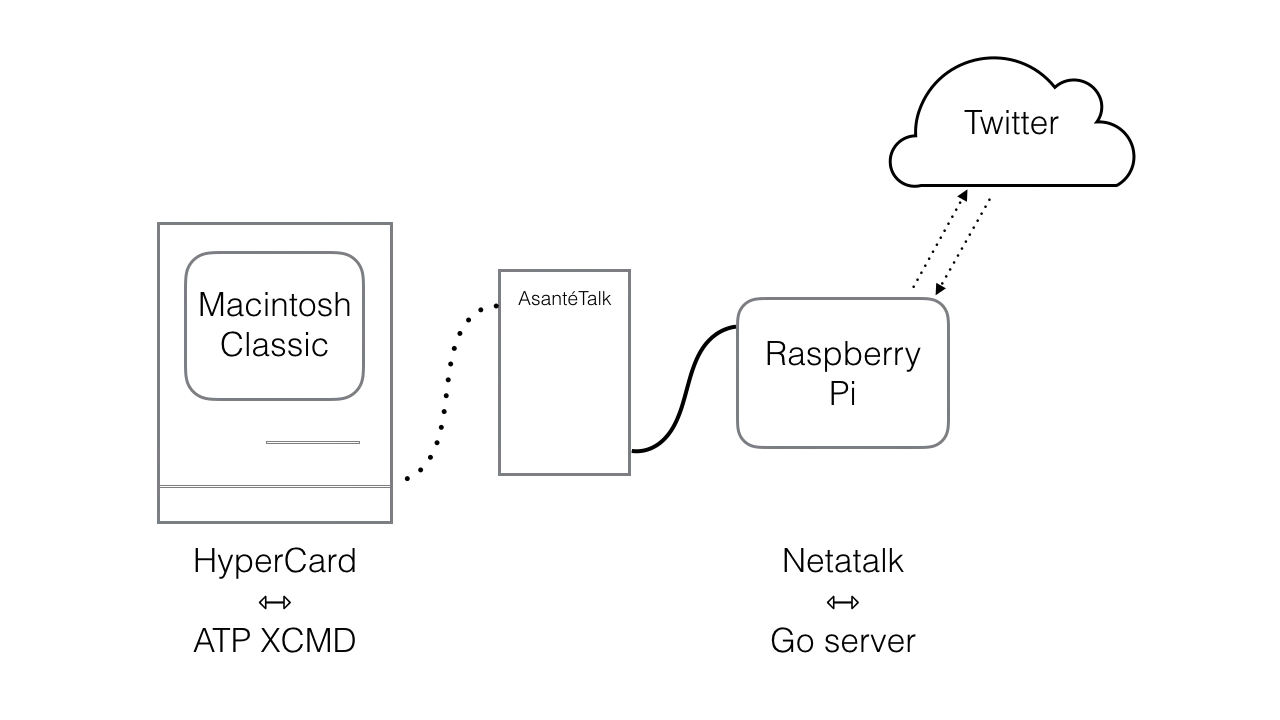 Twitter
Macintosh
Classic
AsantéTalk
Raspberry
Pi
HyperCard
ATP XCMD
Netatalk
Go server